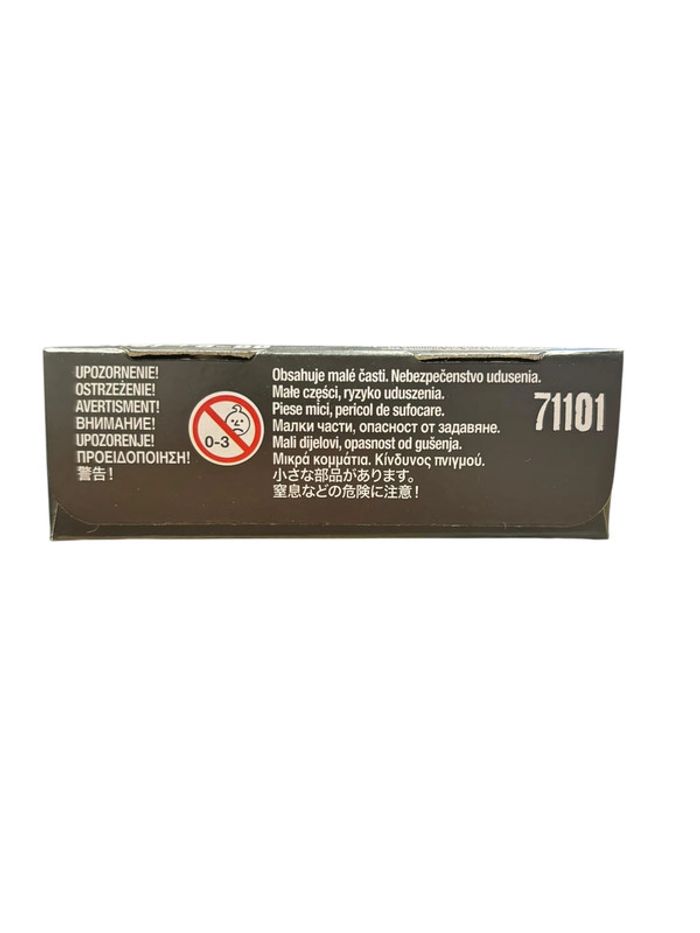 UPOZORNENIE!
OSTRZEŻENIE!
AVERTISMENT!
ВНИМАНИЕ!
UPOZORENJE!
ΠΡΟΕΙΔΟΠΟΙΗΣΗ!
警告!
0-3
Obsahuje malé časti. Nebezpečenstvo udusenia.
Małe części, ryzyko uduszenia.
Piese mici, pericol de sufocare.
Малки части, опасност от задавяне.
Mali dijelovi, opasnost od gušenja.
Μικρά κομμάτια. Κίνδυνος πνιγμού.
小さな部品があります。
窒息などの危険に注意!
71101